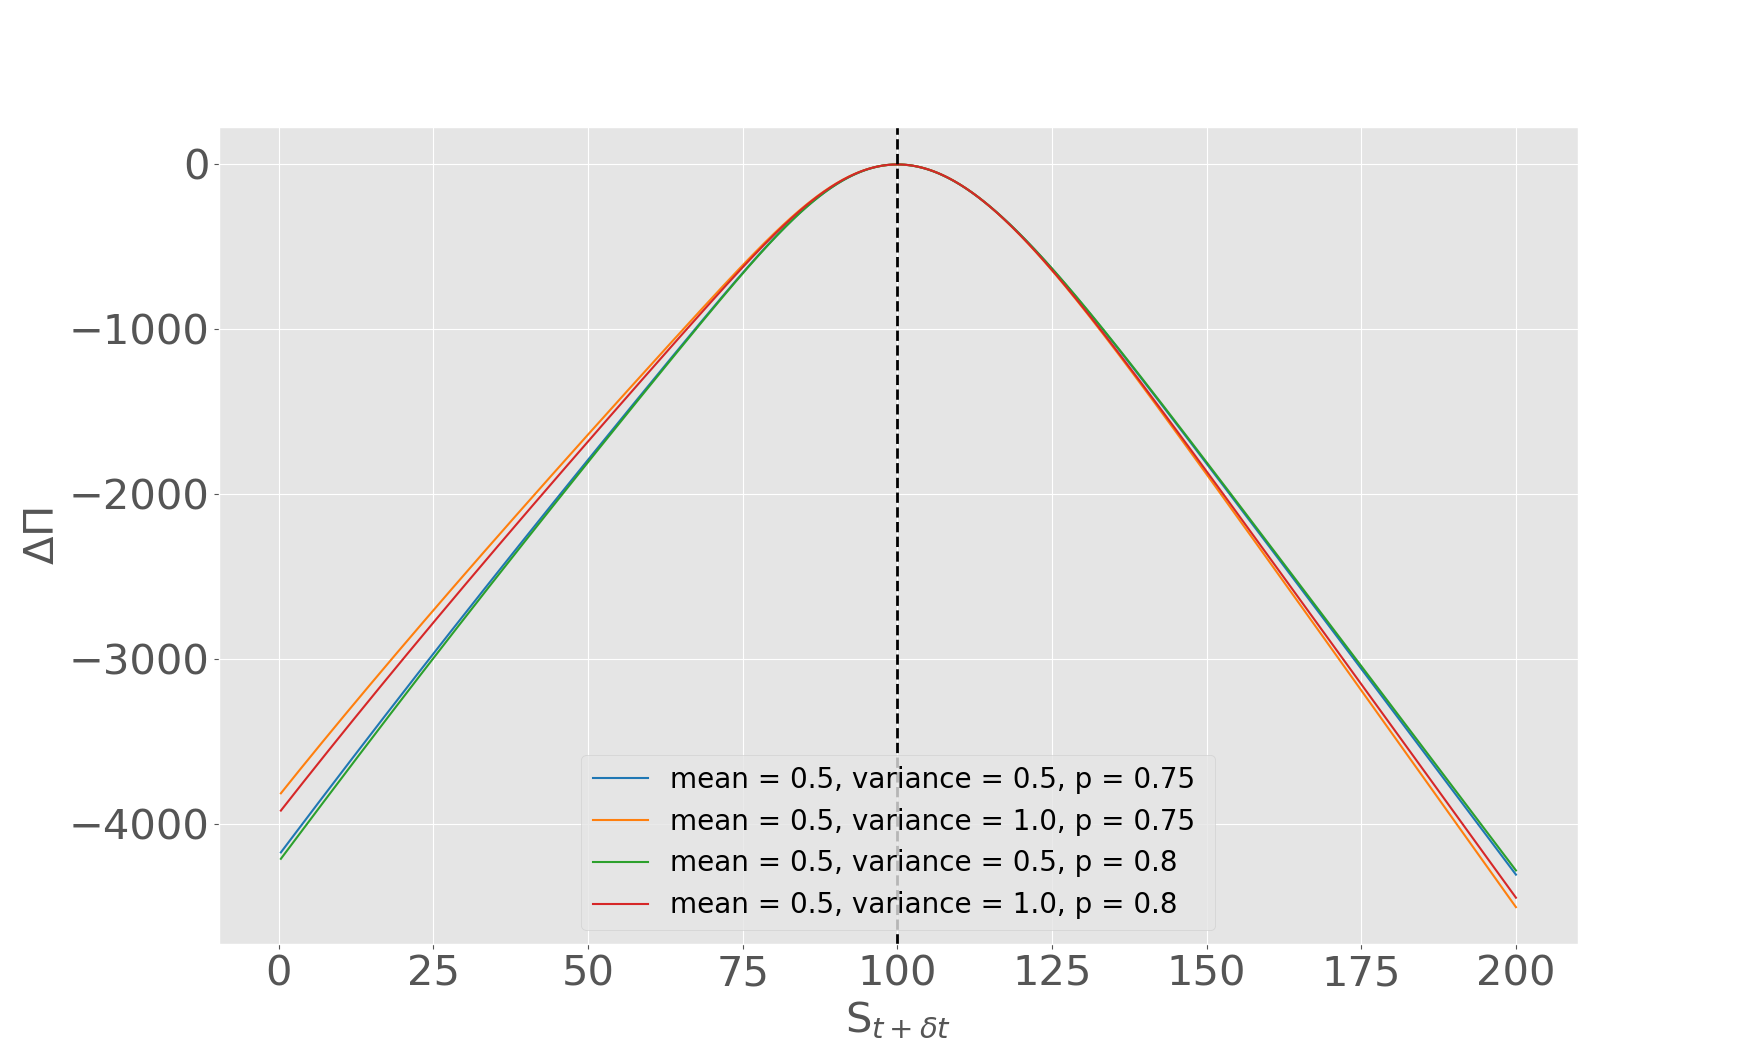 0
−1000
−2000
−3000
−4000
ΔΠ
mean = 0.5, variance = 0.5, p = 0.75
mean = 0.5, variance = 1.0, p = 0.75
mean = 0.5, variance = 0.5, p = 0.8
mean = 0.5, variance = 1.0, p = 0.8
0 25 50 75 100 125 150 175 200
S_{t + δt}